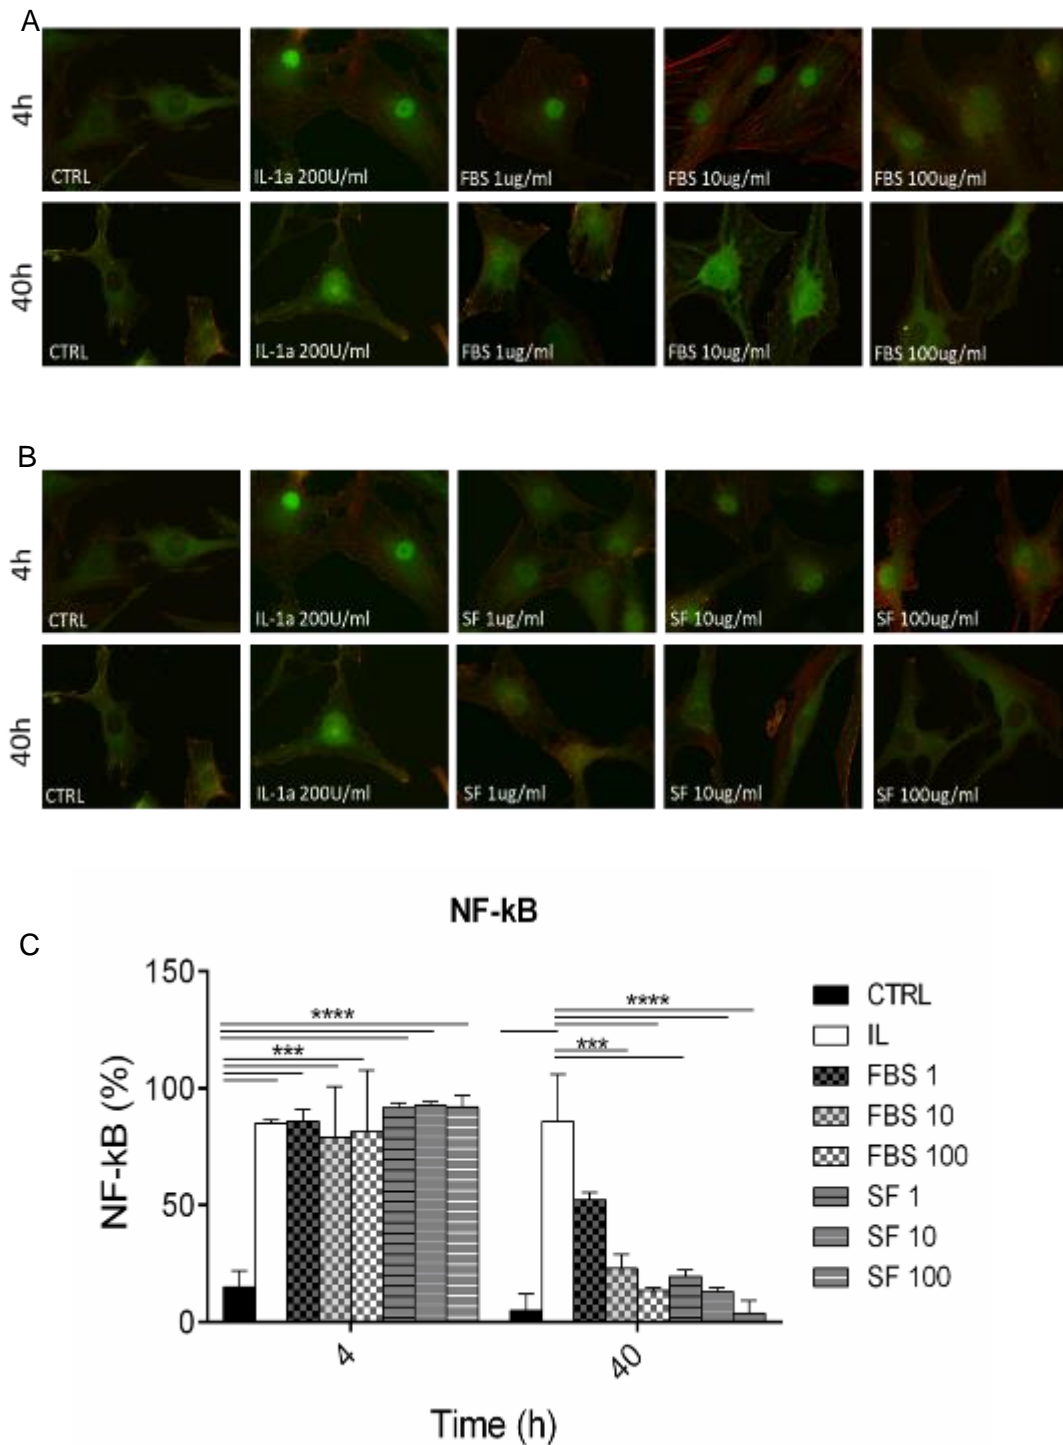 A
4h
CTRL
IL-1a 200U/ml
FBS 1ug/ml
FBS 10ug/ml
FBS 100ug/ml
40h
CTRL
IL-1a 200U/ml
FBS 1ug/ml
FBS 10ug/ml
FBS 100ug/ml
B
4h
CTRL
IL-1a 200U/ml
SF 1ug/ml
SF 10ug/ml
SF 100ug/ml
40h
CTRL
IL-1a 200U/ml
SF 1ug/ml
SF 10ug/ml
SF 100ug/ml
NF-kB
C
NF-kB (%)
150
100
50
0
****
***
****
***
4
40
Time (h)
CTRL
IL
FBS 1
FBS 10
FBS 100
SF 1
SF 10
SF 100